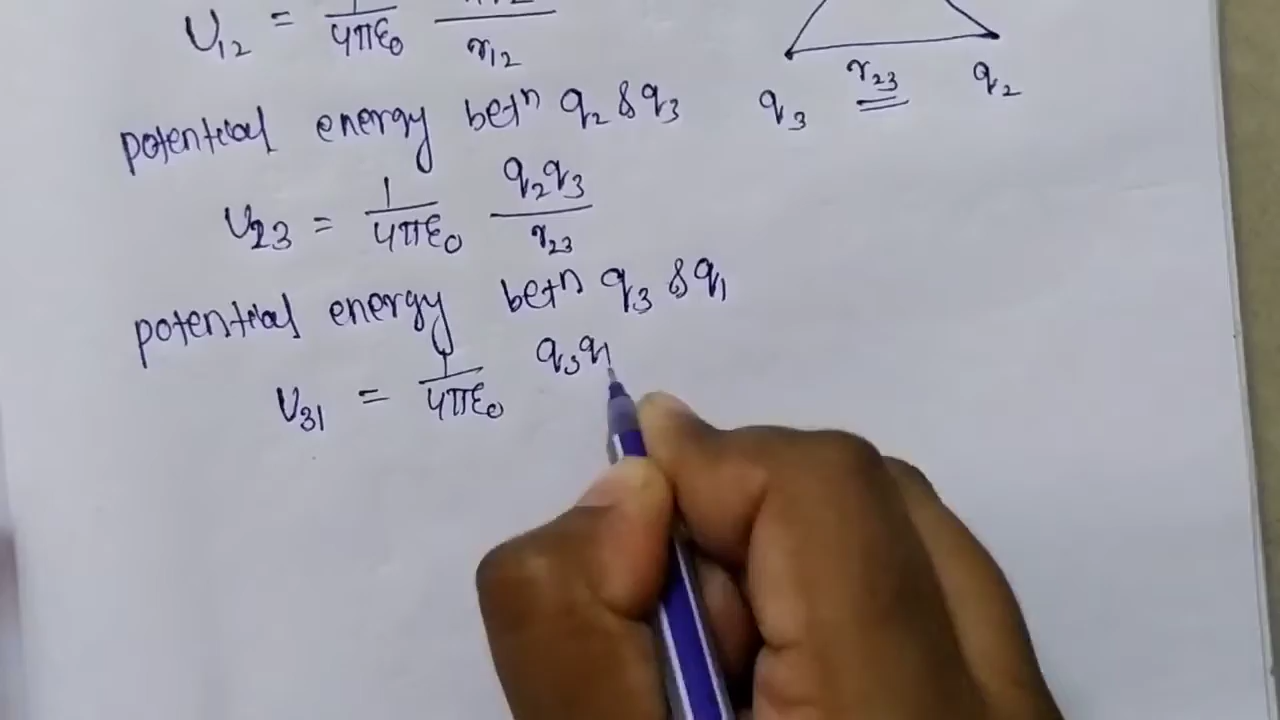 U₁₂ = 1/4πε₀ /r₁₂
r₂₃
q₃ q₂
potential energy betⁿ q₂ & q₃
U₂₃ = 1/4πε₀ q₂q₃/r₂₃
potential energy betⁿ q₃ & q₁
U₃₁ = 1/4πε₀ q₃q₁